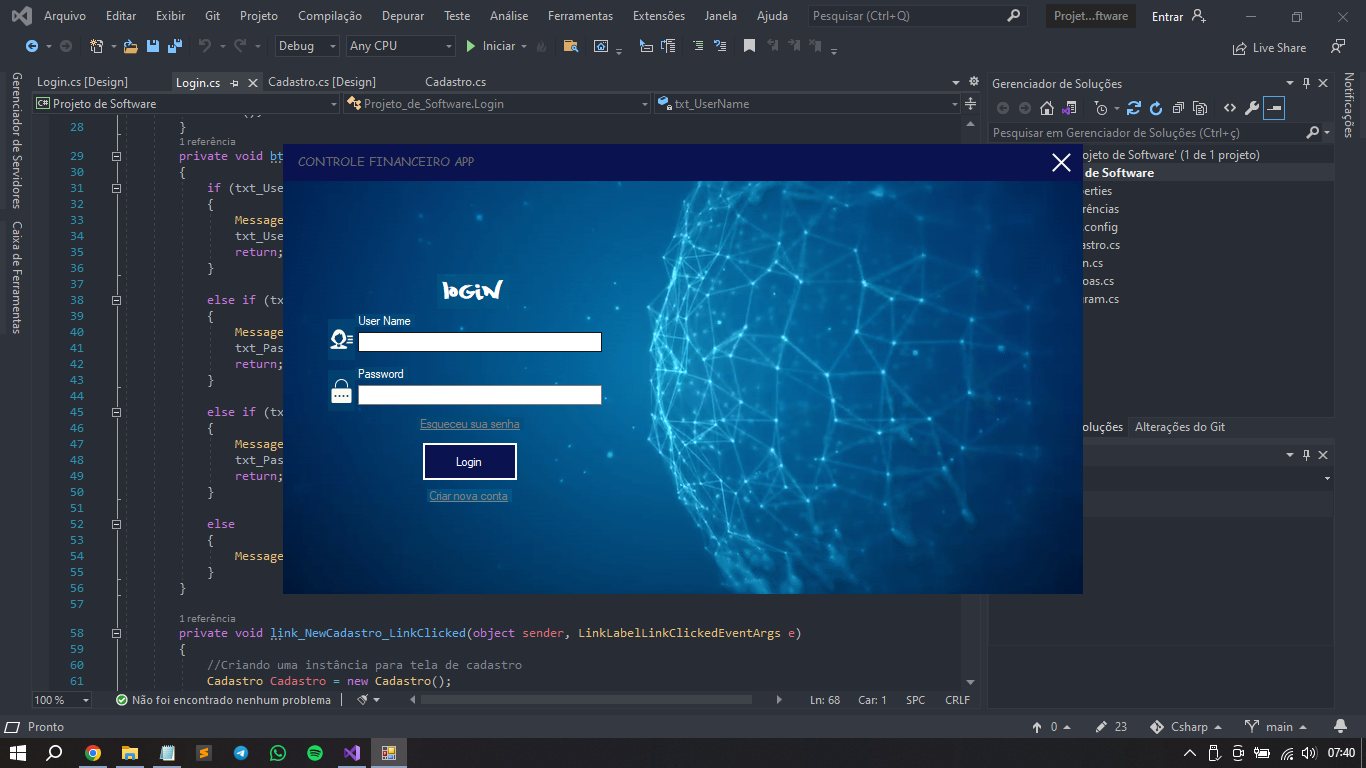 Arquivo Editar Exibir Git Projeto Compilação Depurar Teste Análise Ferramentas Extensões Janela Ajuda Pesquisar (Ctrl+Q) Projet...ftware Entrar
Debug Any CPU Iniciar Live Share
Login.cs [Design] Login.cs Cadastro.cs [Design] Cadastro.cs
C# Projeto de Software Projeto_de_Software.Login txt_UserName
Gerenciador de Servidores
Caixa de Ferramentas
Notificações
28 }
1 referência
29 private void bt
30 {
31 if (txt_Use
32 {
33 Message
34 txt_Use
35 return;
36 }
37
38 else if (tx
39 {
40 Message
41 txt_Pas
42 return;
43 }
44
45 else if (tx
46 {
47 Message
48 txt_Pas
49 return;
50 }
51
52 else
53 {
54 Message
55 }
56 }
57
1 referência
58 private void link_NewCadastro_LinkClicked(object sender, LinkLabelLinkClickedEventArgs e)
59 {
60 //Criando uma instância para tela de cadastro
61 Cadastro Cadastro = new Cadastro();
CONTROLE FINANCEIRO APP
LOGIN
User Name
Password
Esqueceu sua senha
Login
Criar nova conta
Gerenciador de Soluções
Pesquisar em Gerenciador de Soluções (Ctrl+ç)
ojeto de Software' (1 de 1 projeto)
de Software
perties
rências
.config
astro.cs
n.cs
oas.cs
gram.cs
oluções Alterações do Git
100 % Não foi encontrado nenhum problema Ln: 68 Car: 1 SPC CRLF
Pronto 0 23 Csharp main
07:40